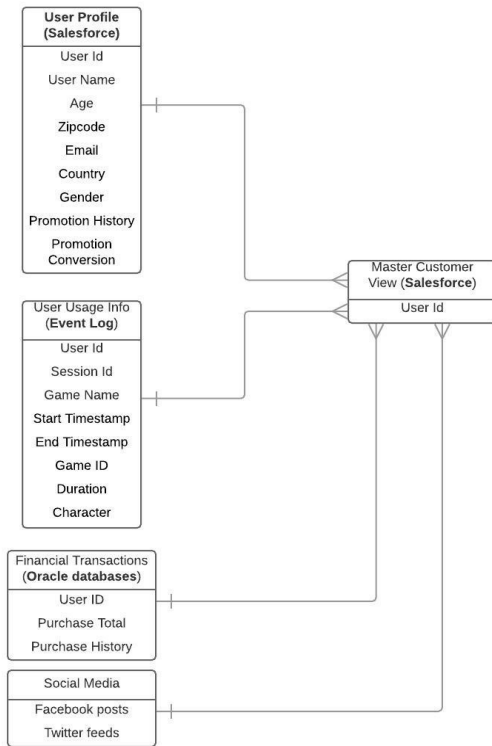 User Profile
(Salesforce)
User Id
User Name
Age
Zipcode
Email
Country
Gender
Promotion History
Promotion
Conversion
User Usage Info
(Event Log)
User Id
Session Id
Game Name
Start Timestamp
End Timestamp
Game ID
Duration
Character
Financial Transactions
(Oracle databases)
User ID
Purchase Total
Purchase History
Social Media
Facebook posts
Twitter feeds
Master Customer
View (Salesforce)
User Id